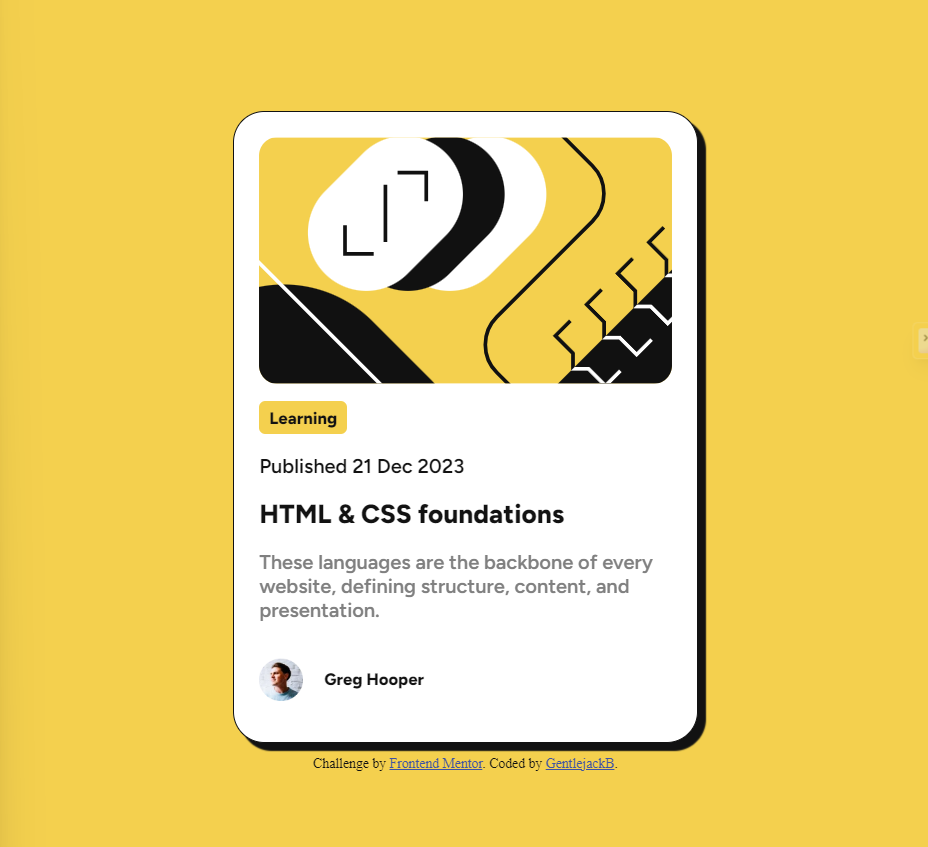 Learning
Published 21 Dec 2023
HTML & CSS foundations
These languages are the backbone of every
website, defining structure, content, and
presentation.
Greg Hooper
Challenge by Frontend Mentor. Coded by GentlejackB.